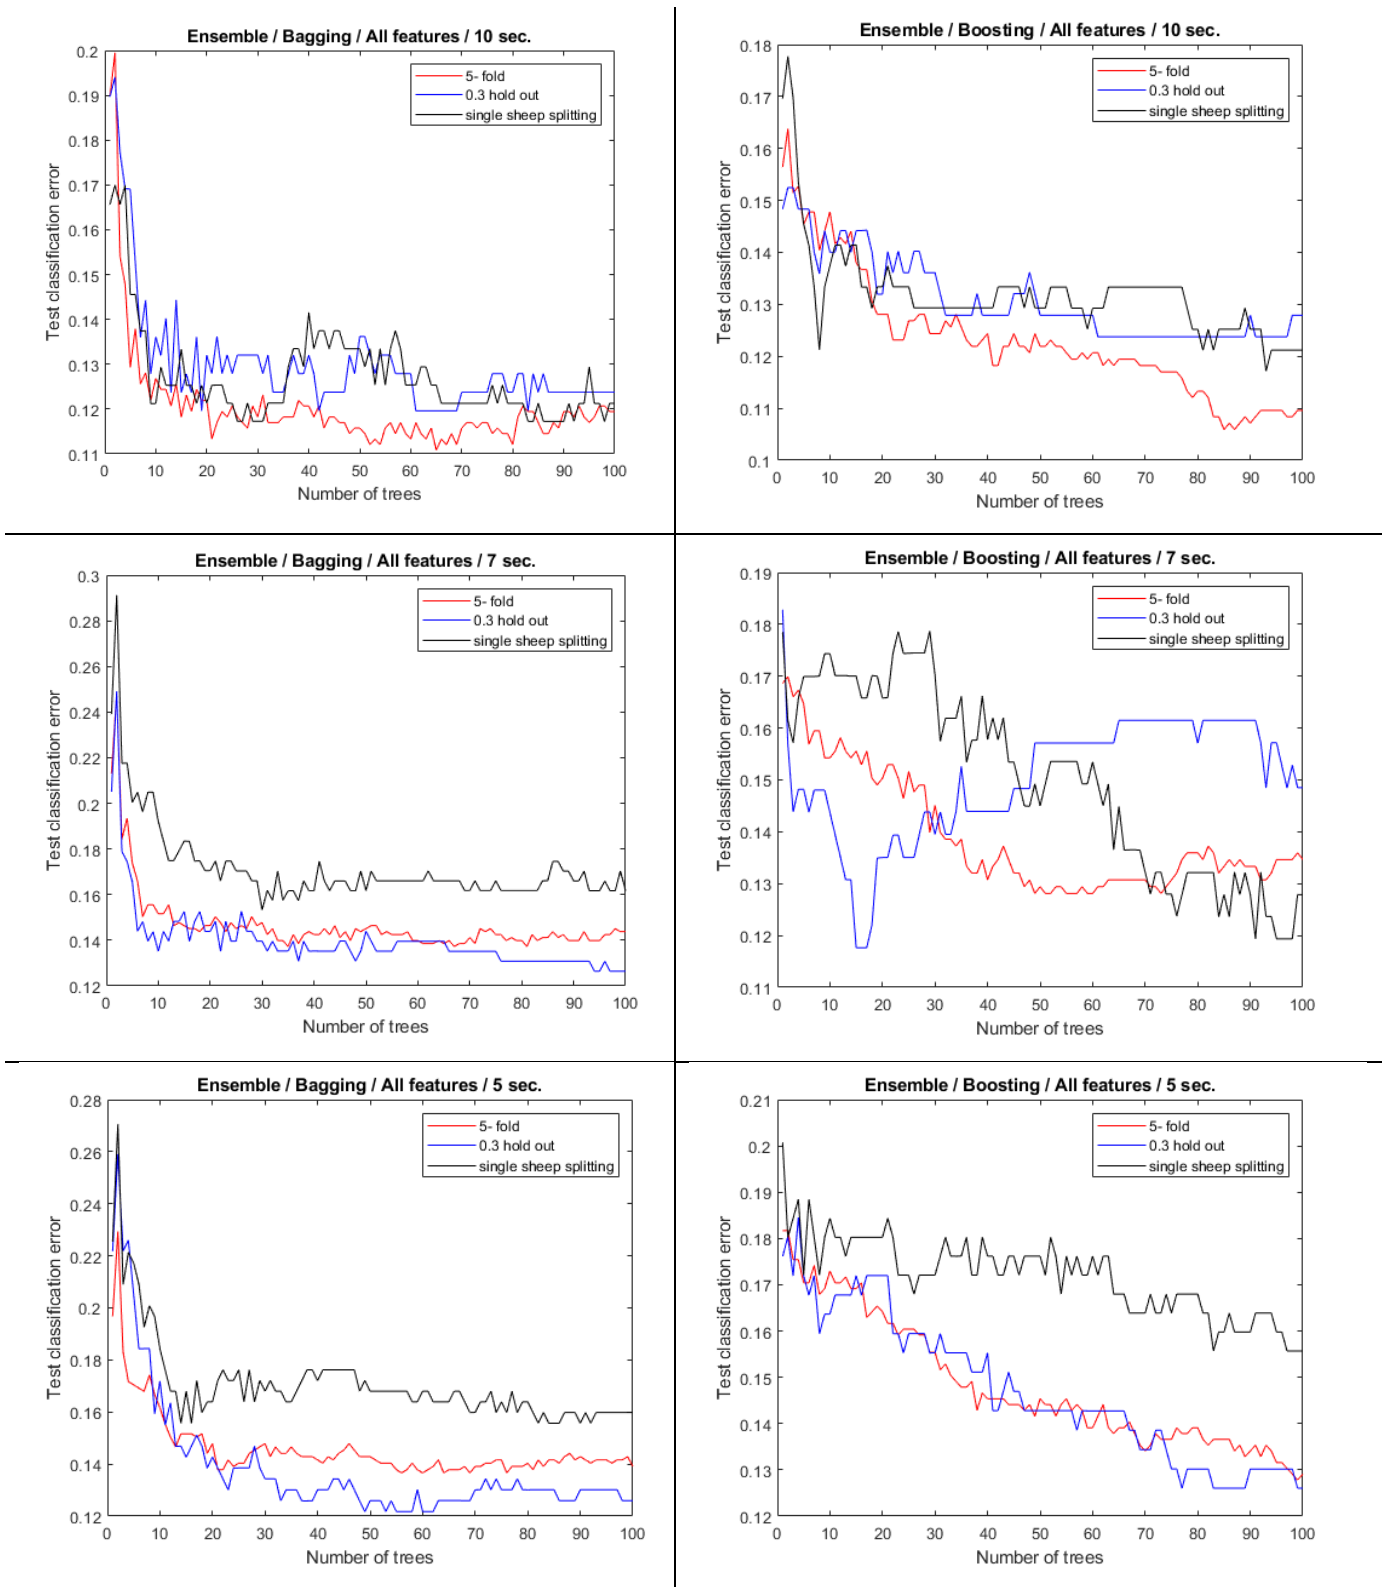 Ensemble / Bagging / All features / 10 sec.
5- fold
0.3 hold out
single sheep splitting
Test classification error
0.2
0.19
0.18
0.17
0.16
0.15
0.14
0.13
0.12
0.11
0 10 20 30 40 50 60 70 80 90 100
Number of trees
Ensemble / Boosting / All features / 10 sec.
5- fold
0.3 hold out
single sheep splitting
Test classification error
0.18
0.17
0.16
0.15
0.14
0.13
0.12
0.11
0.1
0 10 20 30 40 50 60 70 80 90 100
Number of trees
Ensemble / Bagging / All features / 7 sec.
5- fold
0.3 hold out
single sheep splitting
Test classification error
0.3
0.28
0.26
0.24
0.22
0.2
0.18
0.16
0.14
0.12
0 10 20 30 40 50 60 70 80 90 100
Number of trees
Ensemble / Boosting / All features / 7 sec.
5- fold
0.3 hold out
single sheep splitting
Test classification error
0.19
0.18
0.17
0.16
0.15
0.14
0.13
0.12
0.11
0 10 20 30 40 50 60 70 80 90 100
Number of trees
Ensemble / Bagging / All features / 5 sec.
5- fold
0.3 hold out
single sheep splitting
Test classification error
0.28
0.26
0.24
0.22
0.2
0.18
0.16
0.14
0.12
0 10 20 30 40 50 60 70 80 90 100
Number of trees
Ensemble / Boosting / All features / 5 sec.
5- fold
0.3 hold out
single sheep splitting
Test classification error
0.21
0.2
0.19
0.18
0.17
0.16
0.15
0.14
0.13
0.12
0 10 20 30 40 50 60 70 80 90 100
Number of trees